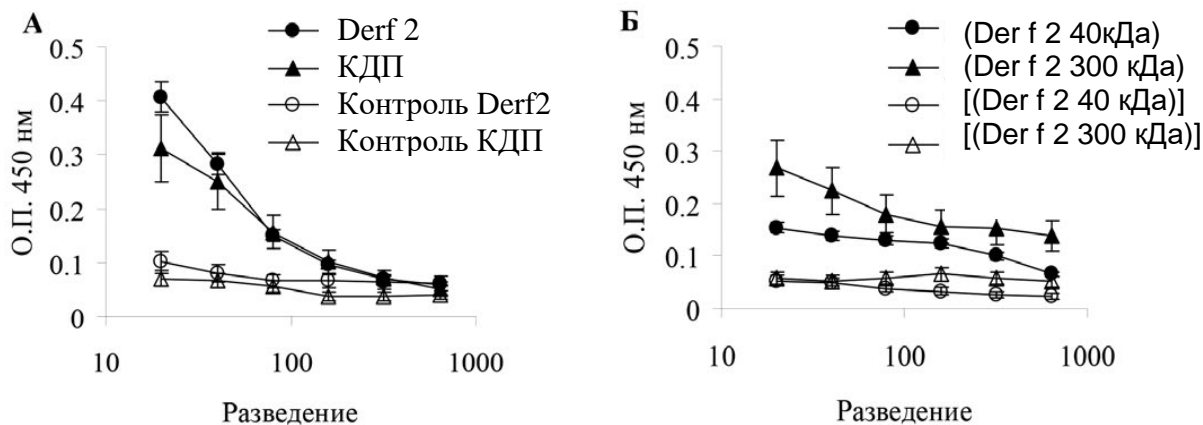 А
Derf 2
КДП
Контроль Derf2
Контроль КДП
0.5
0.4
0.3
0.2
0.1
0
О.П. 450 нм
10
100
1000
Разведение
Б
(Der f 2 40кДа)
(Der f 2 300 кДа)
[(Der f 2 40 кДа)]
[(Der f 2 300 кДа)]
0.5
0.4
0.3
0.2
0.1
0
О.П. 450 нм
10
100
1000
Разведение